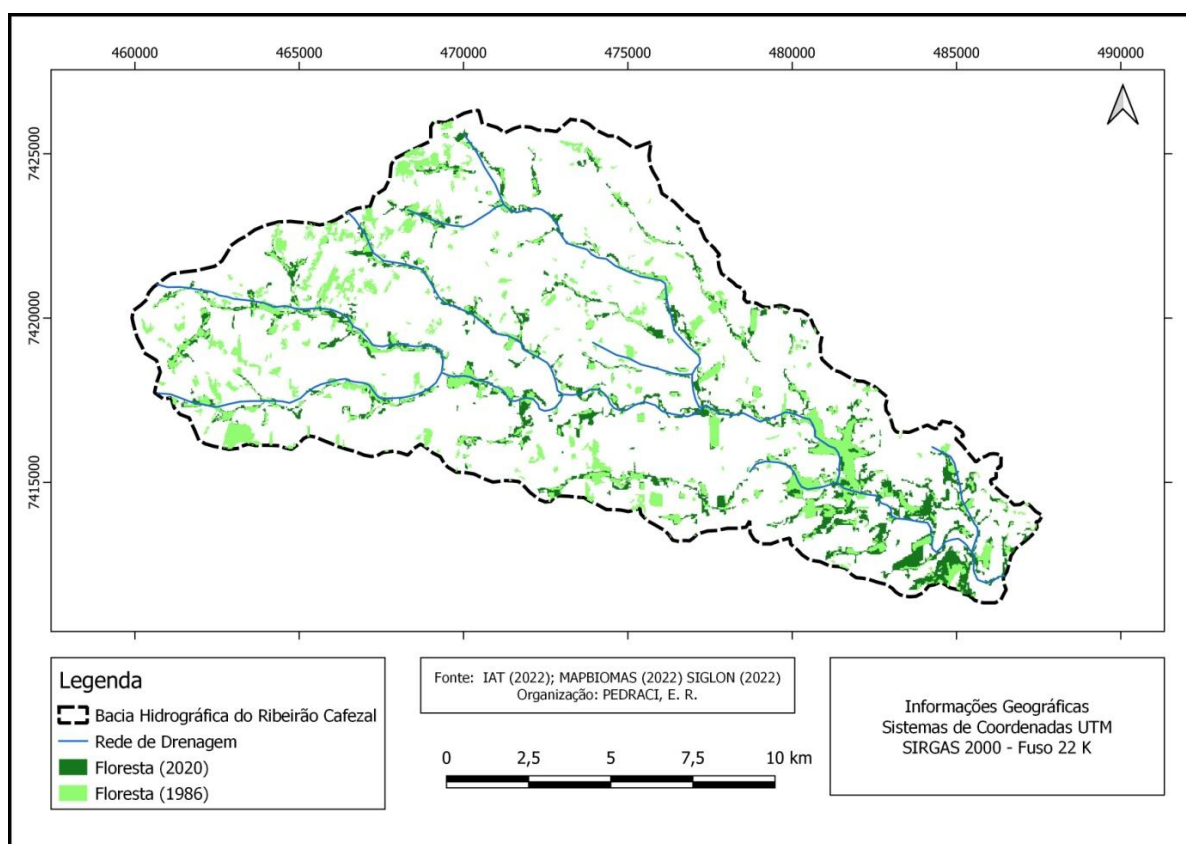 460000 465000 470000 475000 480000 485000 490000
7425000
7420000
7415000
Legenda
Bacia Hidrográfica do Ribeirão Cafezal
Rede de Drenagem
Floresta (2020)
Floresta (1986)
Fonte: IAT (2022); MAPBIOMAS (2022) SIGLON (2022)
Organização: PEDRACI, E. R.
0 2,5 5 7,5 10 km
Informações Geográficas
Sistemas de Coordenadas UTM
SIRGAS 2000 - Fuso 22 K